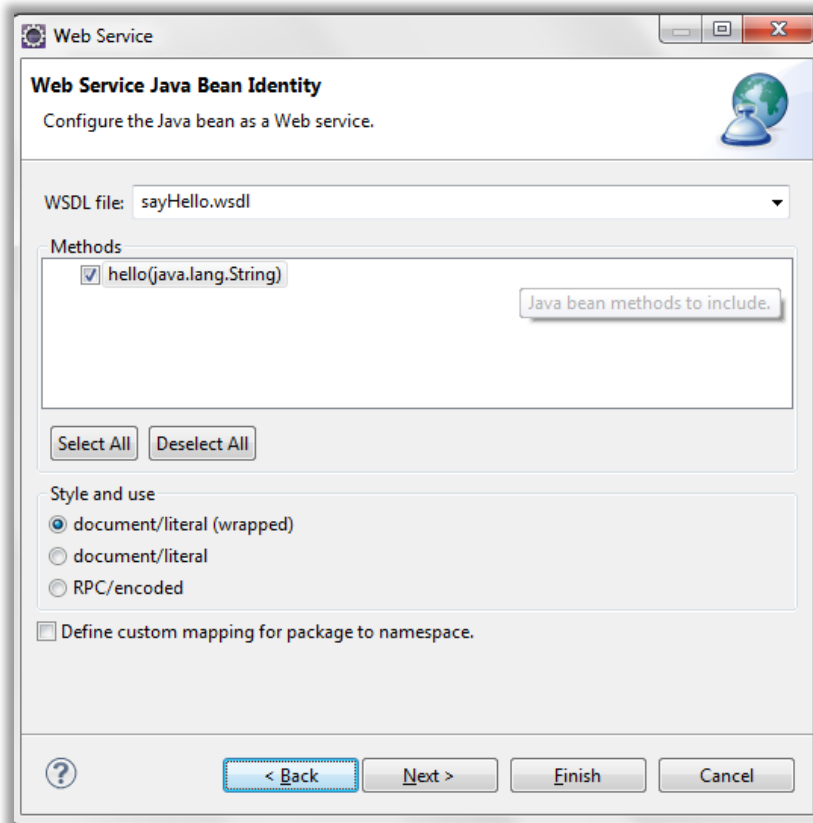 Web Service
Web Service Java Bean Identity
Configure the Java bean as a Web service.
WSDL file: sayHello.wsdl
Methods
hello(java.lang.String)
Java bean methods to include.
Select All Deselect All
Style and use
document/literal (wrapped)
document/literal
RPC/encoded
Define custom mapping for package to namespace.
? < Back Next > Finish Cancel